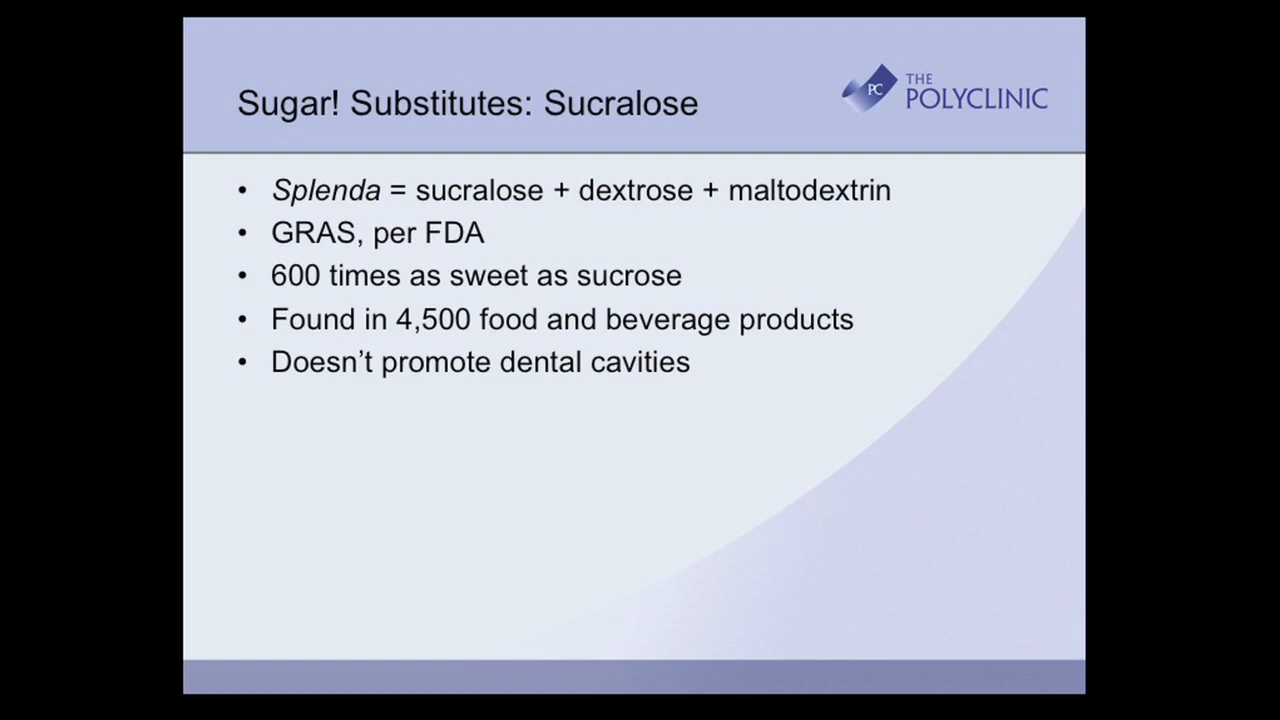 Sugar! Substitutes: Sucralose
PC
THE
POLYCLINIC
• Splenda = sucralose + dextrose + maltodextrin
• GRAS, per FDA
• 600 times as sweet as sucrose
• Found in 4,500 food and beverage products
• Doesn’t promote dental cavities